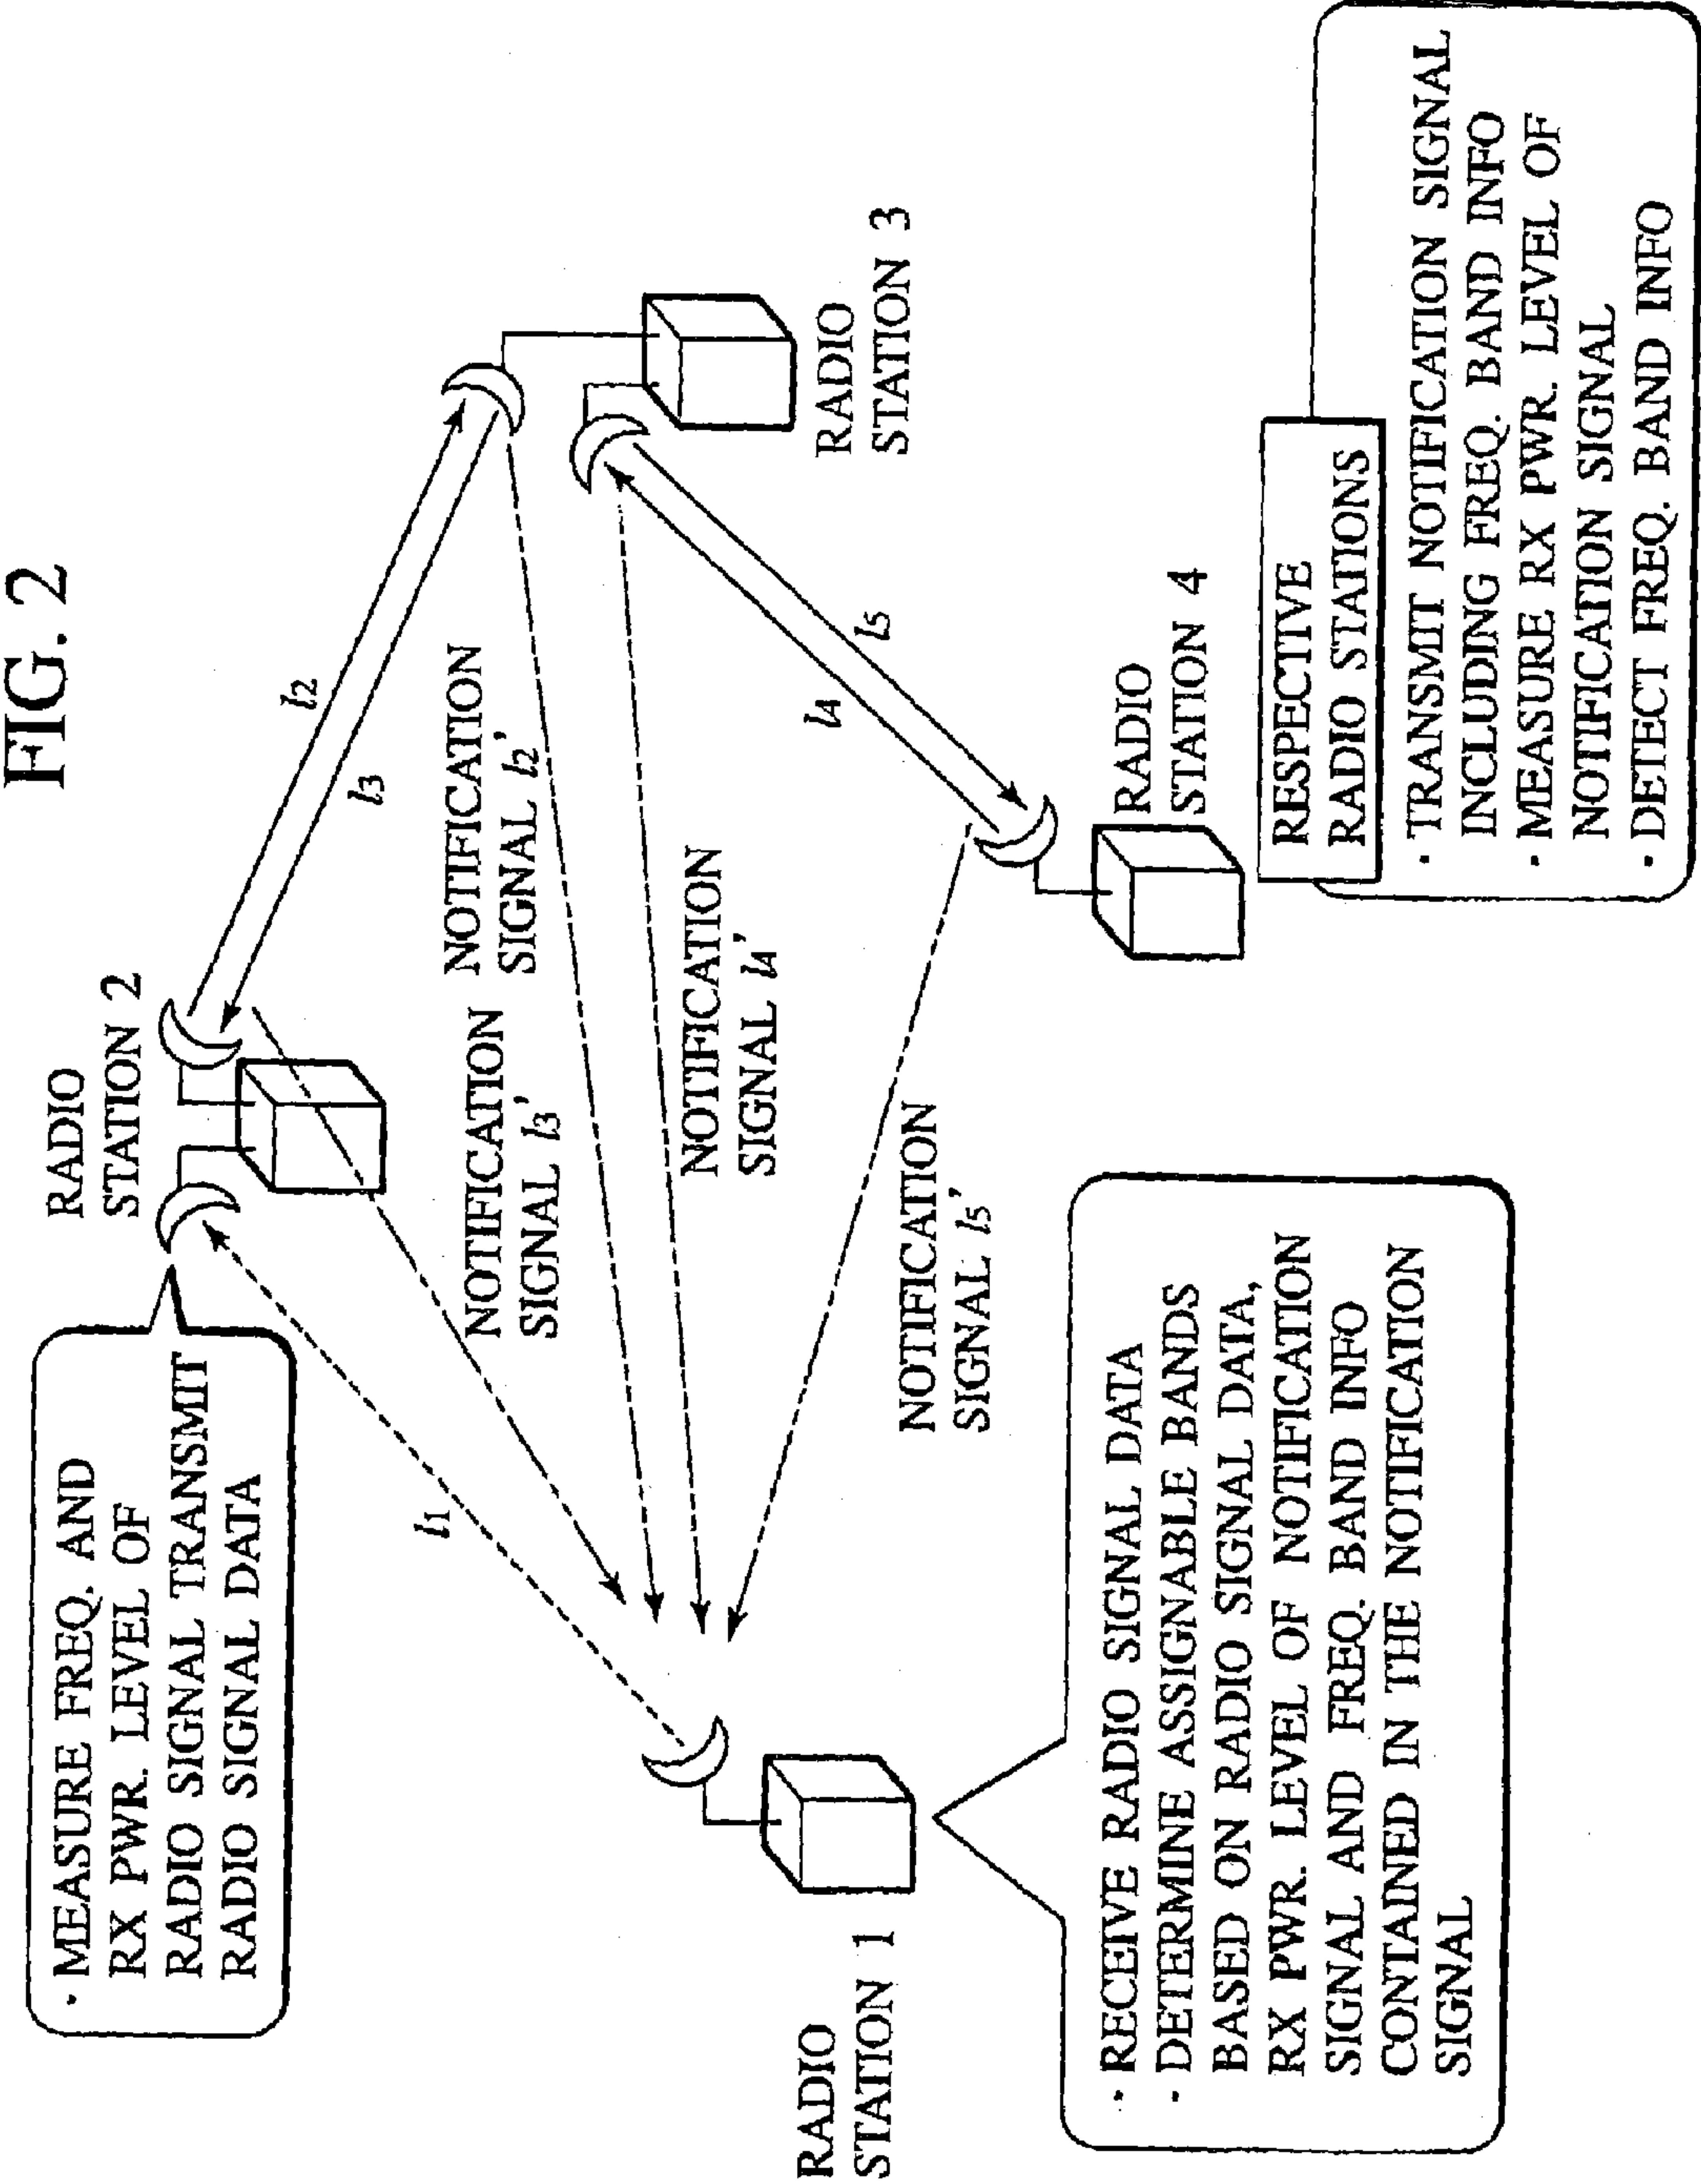 FIG. 2
RADIO
STATION 2
· MEASURE FREQ. AND
RX PWR. LEVEL OF
RADIO SIGNAL TRANSMIT
RADIO SIGNAL DATA
l1
l2
l3
NOTIFICATION
SIGNAL l3'
NOTIFICATION
SIGNAL l2'
NOTIFICATION
SIGNAL l4'
NOTIFICATION
SIGNAL l5'
l4
l5
RADIO
STATION 3
RADIO
STATION 1
RADIO
STATION 4
· RECEIVE RADIO SIGNAL DATA
· DETERMINE ASSIGNABLE BANDS
BASED ON RADIO SIGNAL DATA,
RX PWR. LEVEL OF NOTIFICATION
SIGNAL AND FREQ. BAND INFO
CONTAINED IN THE NOTIFICATION
SIGNAL
RESPECTIVE
RADIO STATIONS
· TRANSMIT NOTIFICATION SIGNAL
INCLUDING FREQ. BAND INFO
· MEASURE RX PWR. LEVEL OF
NOTIFICATION SIGNAL
· DETECT FREQ. BAND INFO